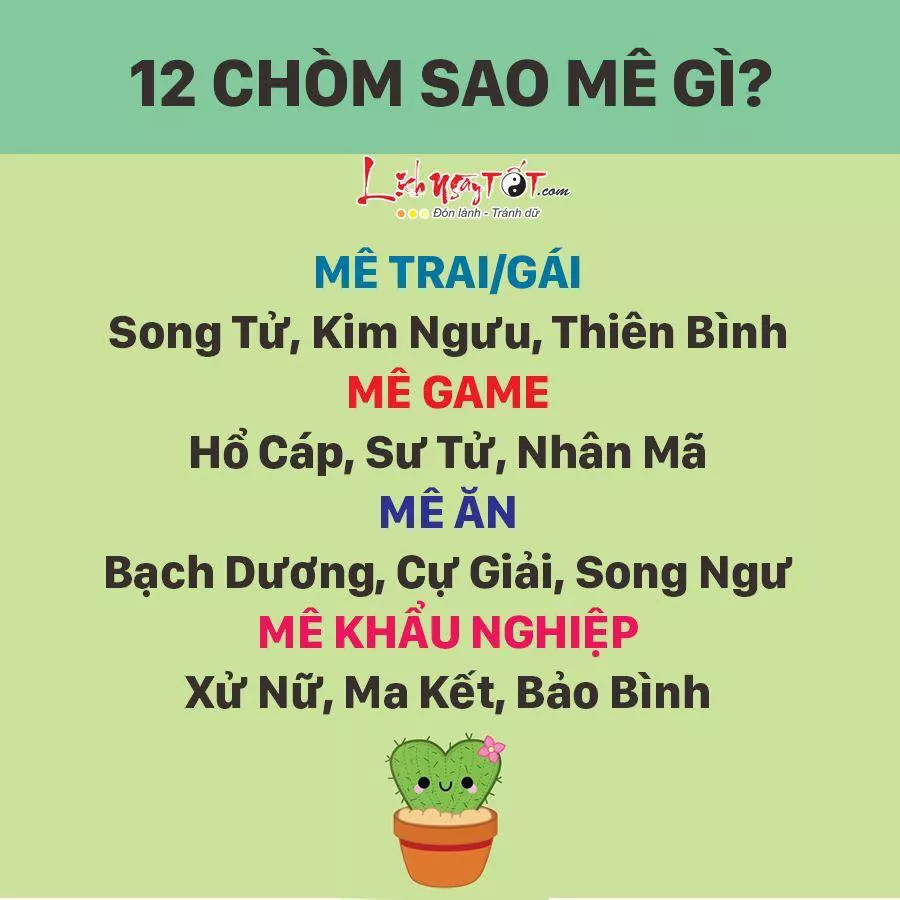 12 CHÒM SAO MÊ GÌ?
LịchNgàyTỐT.com
Đón lành - Tránh dữ
MÊ TRAI/GÁI
Song Tử, Kim Ngưu, Thiên Bình
MÊ GAME
Hổ Cáp, Sư Tử, Nhân Mã
MÊ ĂN
Bạch Dương, Cự Giải, Song Ngư
MÊ KHẨU NGHIỆP
Xử Nữ, Ma Kết, Bảo Bình